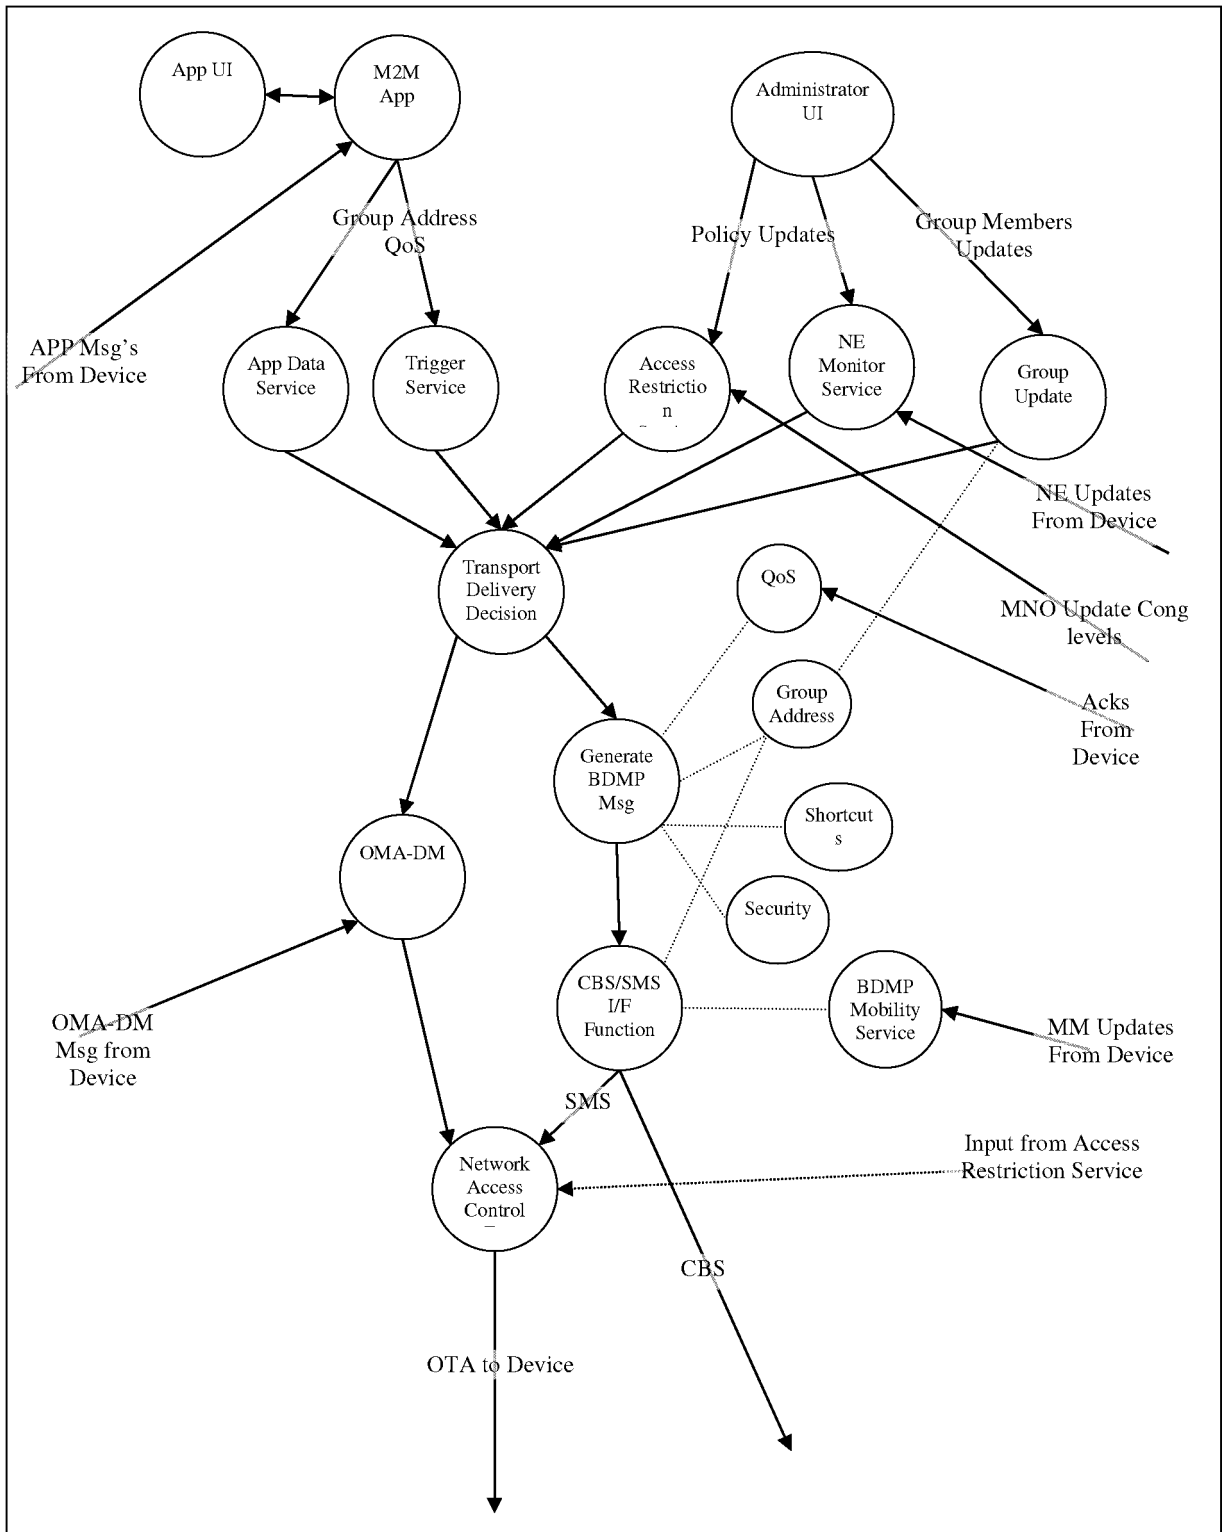 App UI
M2M
App
Administrator
UI
Group Address
QoS
Policy Updates
Group Members
Updates
APP Msg's
From Device
App Data
Service
Trigger
Service
Access
Restrictio
n
NE
Monitor
Service
Group
Update
NE Updates
From Device
Transport
Delivery
Decision
QoS
MNO Update Cong
levels
Group
Address
Acks
From
Device
Generate
BDMP
Msg
Shortcut
s
OMA-DM
Security
CBS/SMS
I/F
Function
BDMP
Mobility
Service
OMA-DM
Msg from
Device
MM Updates
From Device
SMS
Network
Access
Control
Input from Access
Restriction Service
CBS
OTA to Device